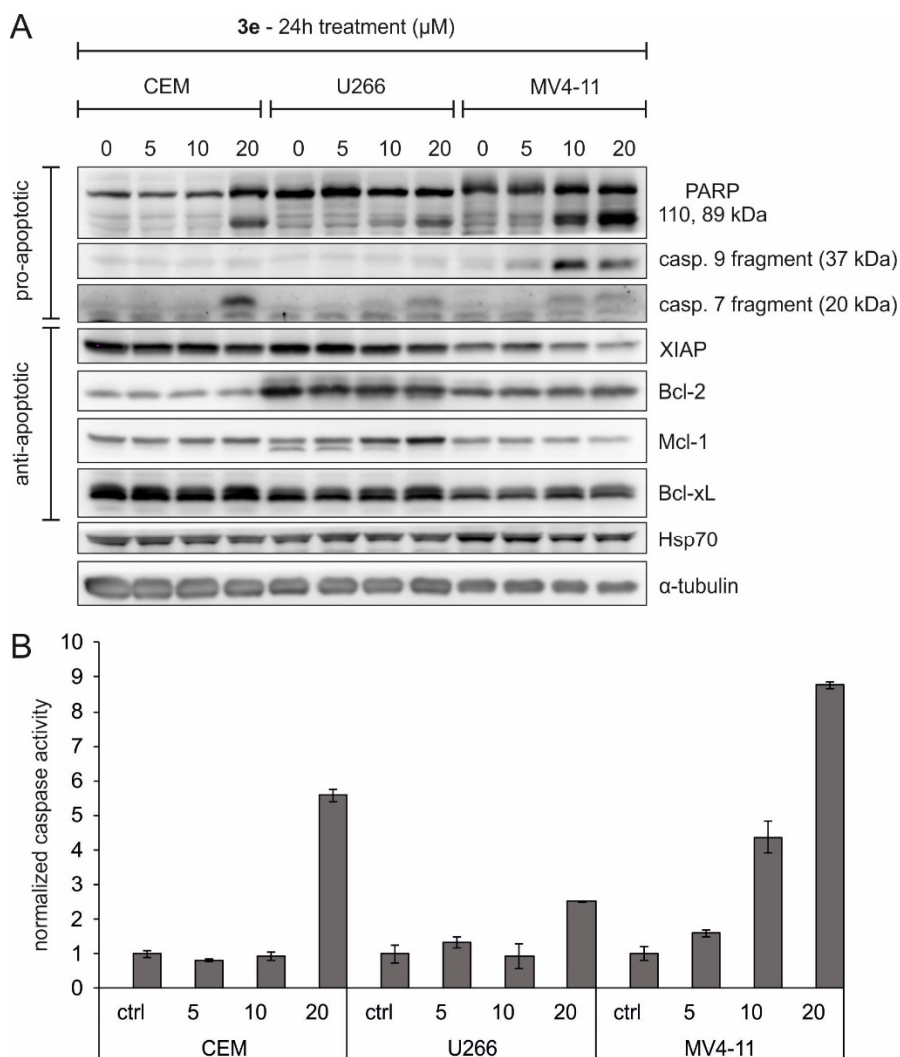 A
3e - 24h treatment (µM)
CEM U266 MV4-11
0 5 10 20 0 5 10 20 0 5 10 20
pro-apoptotic
PARP
110, 89 kDa
casp. 9 fragment (37 kDa)
casp. 7 fragment (20 kDa)
anti-apoptotic
XIAP
Bcl-2
Mcl-1
Bcl-xL
Hsp70
α-tubulin
B
normalized caspase activity
10
9
8
7
6
5
4
3
2
1
0
ctrl 5 10 20 ctrl 5 10 20 ctrl 5 10 20
CEM U266 MV4-11